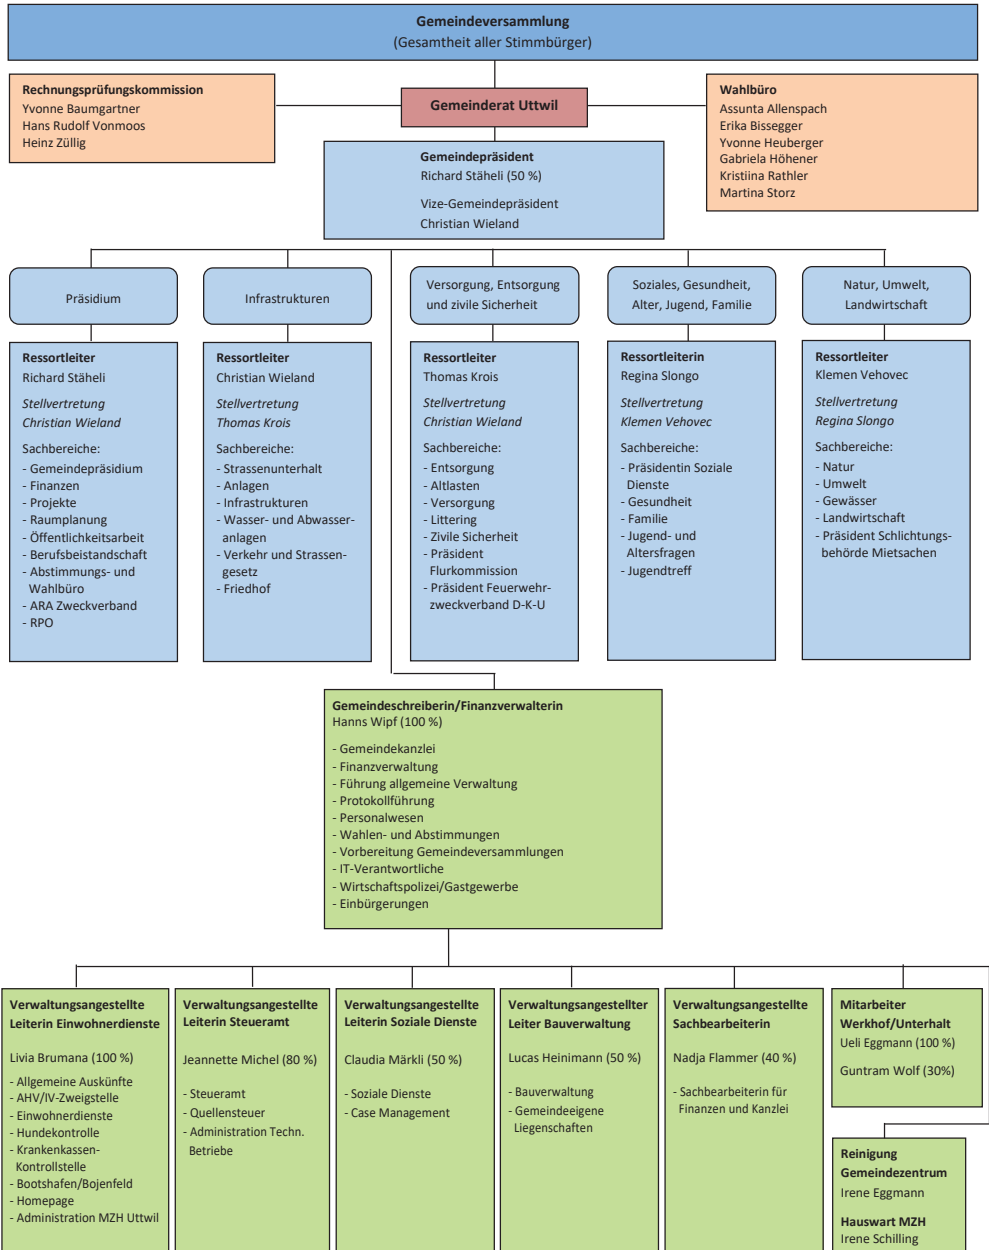 Gemeindeversammlung
(Gesamtheit aller Stimmbürger)
Rechnungsprüfungskommission
Yvonne Baumgartner
Hans Rudolf Vonmoos
Heinz Züllig
Gemeinderat Uttwil
Wahlbüro
Assunta Allenspach
Erika Bissegger
Yvonne Heuberger
Gabriela Höhener
Kristiina Rathler
Martina Storz
Gemeindepräsident
Richard Stäheli (50 %)
Vize-Gemeindepräsident
Christian Wieland
Präsidium
Infrastrukturen
Versorgung, Entsorgung
und zivile Sicherheit
Soziales, Gesundheit,
Alter, Jugend, Familie
Natur, Umwelt,
Landwirtschaft
Ressortleiter
Richard Stäheli
Stellvertretung
Christian Wieland
Sachbereiche:
- Gemeindepräsidium
- Finanzen
- Projekte
- Raumplanung
- Öffentlichkeitsarbeit
- Berufsbeistandschaft
- Abstimmungs- und
Wahlbüro
- ARA Zweckverband
- RPO
Ressortleiter
Christian Wieland
Stellvertretung
Thomas Krois
Sachbereiche:
- Strassenunterhalt
- Anlagen
- Infrastrukturen
- Wasser- und Abwasser-
anlagen
- Verkehr und Strassen-
gesetz
- Friedhof
Ressortleiter
Thomas Krois
Stellvertretung
Christian Wieland
Sachbereiche:
- Entsorgung
- Altlasten
- Versorgung
- Littering
- Zivile Sicherheit
- Präsident
Flurkommission
- Präsident Feuerwehr-
zweckverband D-K-U
Ressortleiterin
Regina Slongo
Stellvertretung
Klemen Vehovec
Sachbereiche:
- Präsidentin Soziale
Dienste
- Gesundheit
- Familie
- Jugend- und
Altersfragen
- Jugendtreff
Ressortleiter
Klemen Vehovec
Stellvertretung
Regina Slongo
Sachbereiche:
- Natur
- Umwelt
- Gewässer
- Landwirtschaft
- Präsident Schlichtungs-
behörde Mietsachen
Gemeindeschreiberin/Finanzverwalterin
Hanns Wipf (100 %)
- Gemeindekanzlei
- Finanzverwaltung
- Führung allgemeine Verwaltung
- Protokollführung
- Personalwesen
- Wahlen- und Abstimmungen
- Vorbereitung Gemeindeversammlungen
- IT-Verantwortliche
- Wirtschaftspolizei/Gastgewerbe
- Einbürgerungen
Verwaltungsangestellte
Leiterin Einwohnerdienste
Livia Brumana (100 %)
- Allgemeine Auskünfte
- AHV/IV-Zweigstelle
- Einwohnerdienste
- Hundekontrolle
- Krankenkassen-
Kontrollstelle
- Bootshafen/Bojenfeld
- Homepage
- Administration MZH Uttwil
Verwaltungsangestellte
Leiterin Steueramt
Jeannette Michel (80 %)
- Steueramt
- Quellensteuer
- Administration Techn.
Betriebe
Verwaltungsangestellte
Leiterin Soziale Dienste
Claudia Märkli (50 %)
- Soziale Dienste
- Case Management
Verwaltungsangestellter
Leiter Bauverwaltung
Lucas Heinimann (50 %)
- Bauverwaltung
- Gemeindeeigene
Liegenschaften
Verwaltungsangestellte
Sachbearbeiterin
Nadja Flammer (40 %)
- Sachbearbeiterin für
Finanzen und Kanzlei
Mitarbeiter
Werkhof/Unterhalt
Ueli Eggmann (100 %)
Guntram Wolf (30%)
Reinigung
Gemeindezentrum
Irene Eggmann
Hauswart MZH
Irene Schilling